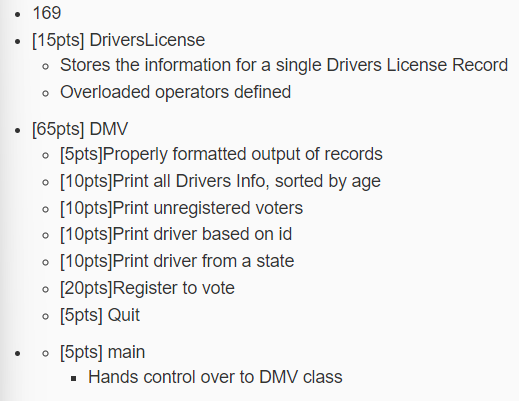 169
[15pts] DriversLicense
Stores the information for a single Drivers License Record
Overloaded operators defined
[65pts] DMV
[5pts]Properly formatted output of records
[10pts]Print all Drivers Info, sorted by age
[10pts]Print unregistered voters
[10pts]Print driver based on id
[10pts]Print driver from a state
[20pts]Register to vote
[5pts] Quit
[5pts] main
Hands control over to DMV class